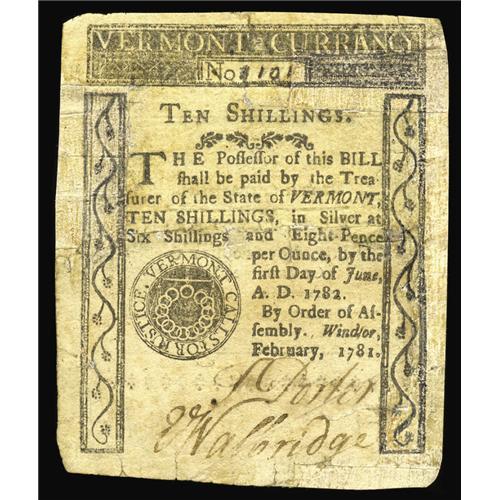 VERMONT CURRANCY
No 3101
TEN SHILLINGS.
THE Poſſeſſor of this BILL
ſhall be paid by the Trea-
ſurer of the State of VERMONT,
TEN SHILLINGS, in Silver at
Six Shillings and Eight-Pence
per Ounce, by the
firſt Day of June,
A. D. 1782.
By Order of Aſ-
ſembly. Windſor,
February, 1781.
VERMONT CALLS FOR JUSTICE.
Porter
Walbridge